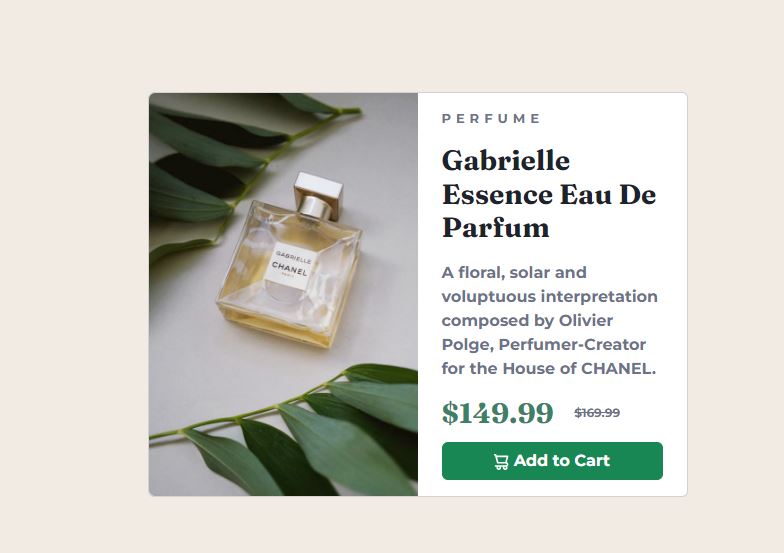 PERFUME
Gabrielle
Essence Eau De
Parfum
A floral, solar and
voluptuous interpretation
composed by Olivier
Polge, Perfumer-Creator
for the House of CHANEL.
$149.99 $169.99
Add to Cart
GABRIELLE
CHANEL
PARIS